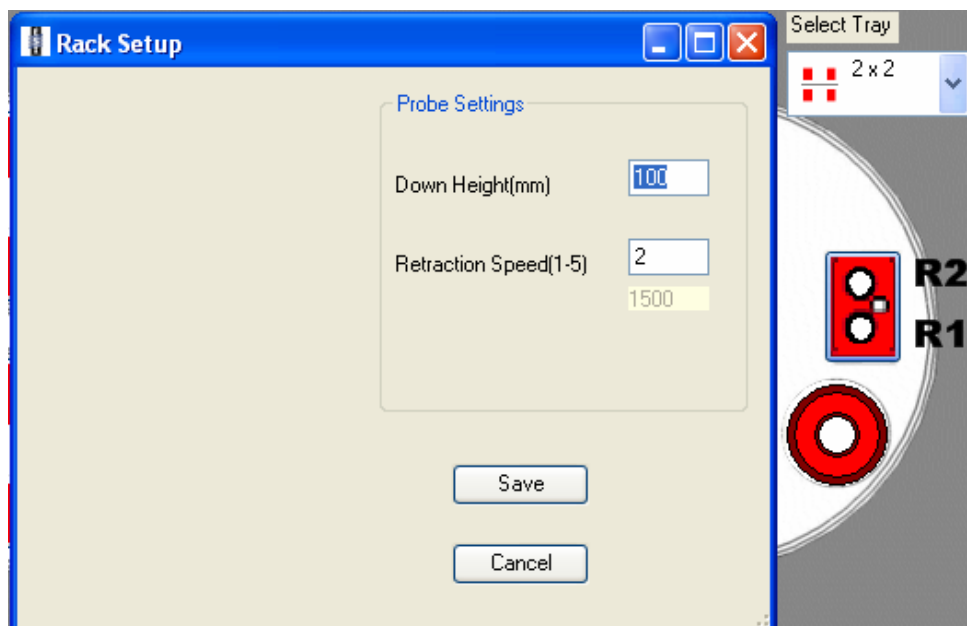 Rack Setup
Select Tray
2 x 2
Probe Settings
Down Height(mm)
100
Retraction Speed(1-5)
2
1500
R2
R1
Save
Cancel